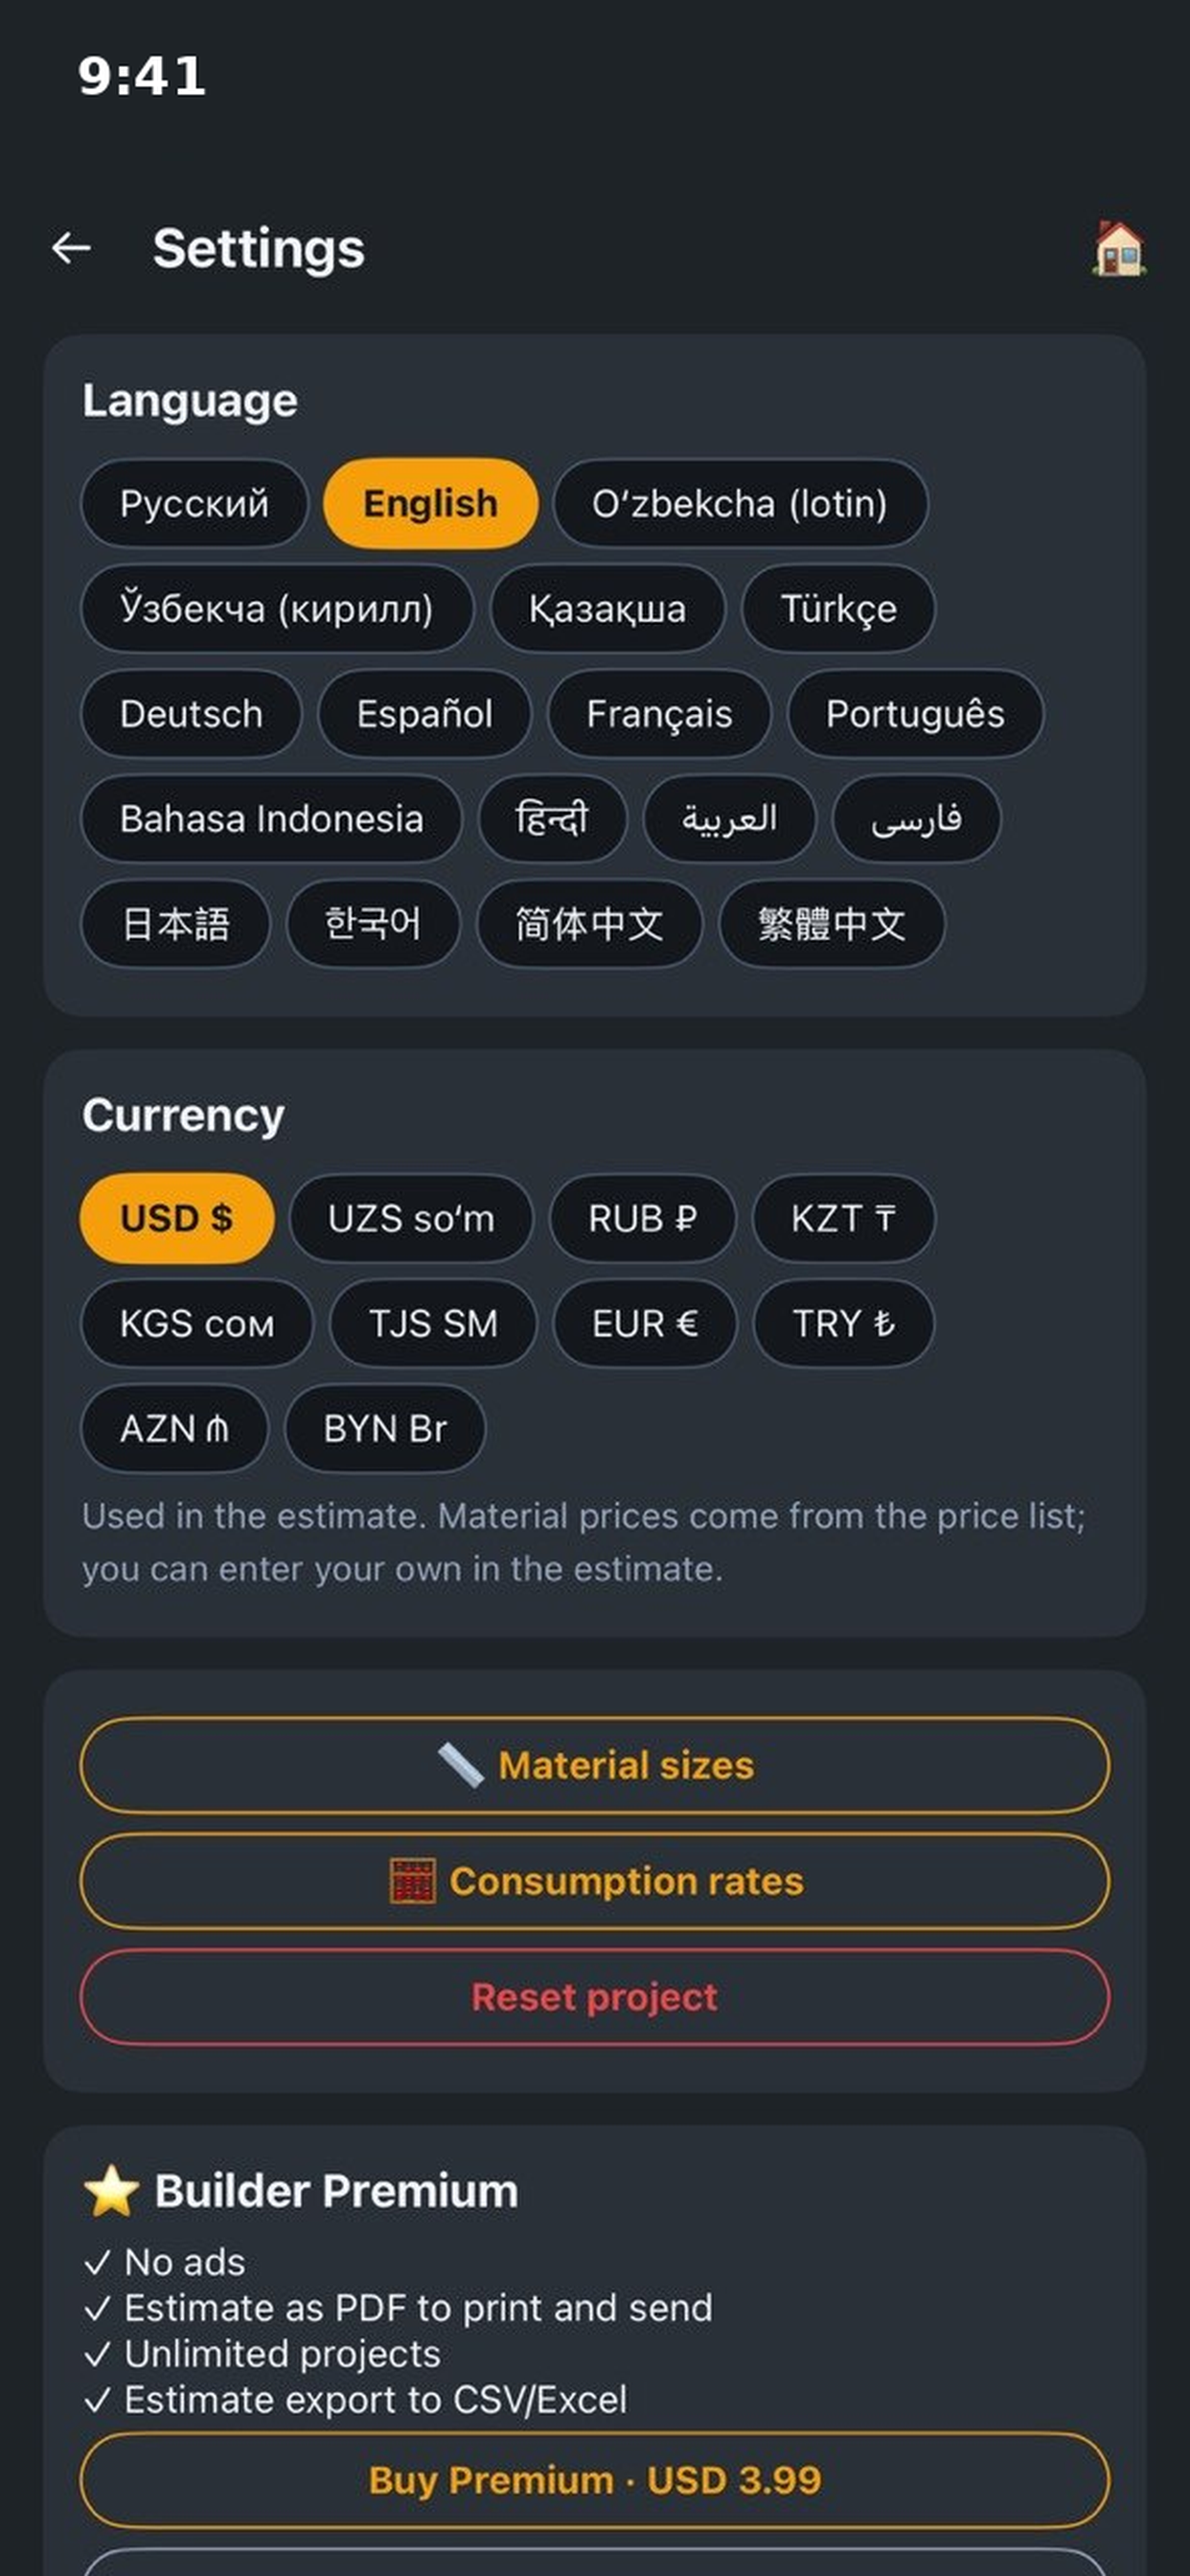 9:41
← Settings
Language
Русский English Oʻzbekcha (lotin)
Ўзбекча (кирилл) Қазақша Türkçe
Deutsch Español Français Português
Bahasa Indonesia हिन्दी العربية فارسی
日本語 한국어 简体中文 繁體中文
Currency
USD $ UZS soʻm RUB ₽ KZT ₸
KGS сом TJS SM EUR € TRY ₺
AZN ₼ BYN Br
Used in the estimate. Material prices come from the price list;
you can enter your own in the estimate.
Material sizes
Consumption rates
Reset project
Builder Premium
✓ No ads
✓ Estimate as PDF to print and send
✓ Unlimited projects
✓ Estimate export to CSV/Excel
Buy Premium · USD 3.99